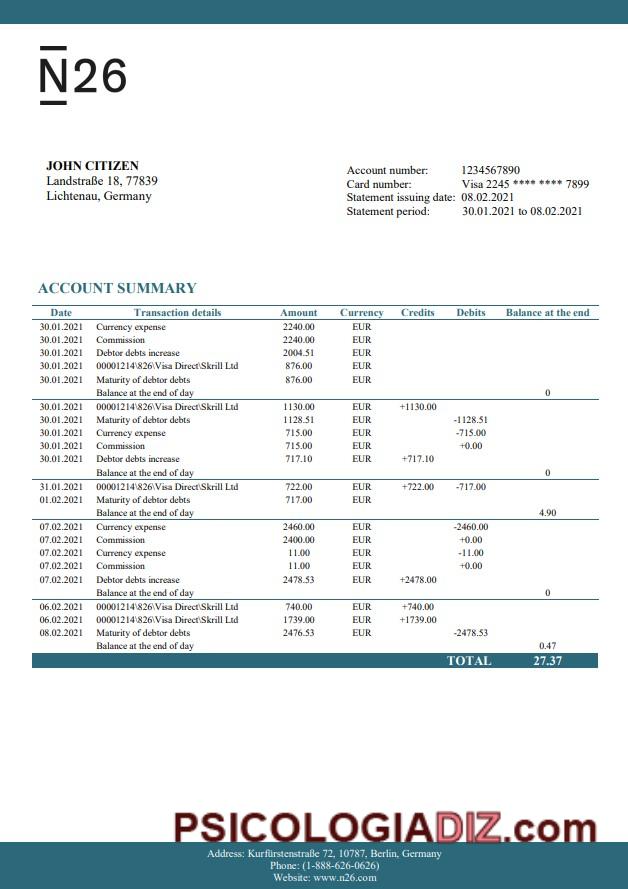 N26
JOHN CITIZEN
Landstraße 18, 77839
Lichtenau, Germany
Account number: 1234567890
Card number: Visa 2245 **** **** 7899
Statement issuing date: 08.02.2021
Statement period: 30.01.2021 to 08.02.2021
ACCOUNT SUMMARY
Date Transaction details Amount Currency Credits Debits Balance at the end
30.01.2021 Currency expense 2240.00 EUR
30.01.2021 Commission 2240.00 EUR
30.01.2021 Debtor debts increase 2004.51 EUR
30.01.2021 00001214\826\Visa Direct\Skrill Ltd 876.00 EUR
30.01.2021 Maturity of debtor debts 876.00 EUR
Balance at the end of day 0
30.01.2021 00001214\826\Visa Direct\Skrill Ltd 1130.00 EUR +1130.00
30.01.2021 Maturity of debtor debts 1128.51 EUR -1128.51
30.01.2021 Currency expense 715.00 EUR -715.00
30.01.2021 Commission 715.00 EUR +0.00
30.01.2021 Debtor debts increase 717.10 EUR +717.10
Balance at the end of day 0
31.01.2021 00001214\826\Visa Direct\Skrill Ltd 722.00 EUR +722.00 -717.00
01.02.2021 Maturity of debtor debts 717.00 EUR
Balance at the end of day 4.90
07.02.2021 Currency expense 2460.00 EUR -2460.00
07.02.2021 Commission 2400.00 EUR +0.00
07.02.2021 Currency expense 11.00 EUR -11.00
07.02.2021 Commission 11.00 EUR +0.00
07.02.2021 Debtor debts increase 2478.53 EUR +2478.00
Balance at the end of day 0
06.02.2021 00001214\826\Visa Direct\Skrill Ltd 740.00 EUR +740.00
06.02.2021 00001214\826\Visa Direct\Skrill Ltd 1739.00 EUR +1739.00
08.02.2021 Maturity of debtor debts 2476.53 EUR -2478.53
Balance at the end of day 0.47
TOTAL 27.37
PSICOLOGIADIZ.com
Address: Kurfürstenstraße 72, 10787, Berlin, Germany
Phone: (1-888-626-0626)
Website: www.n26.com